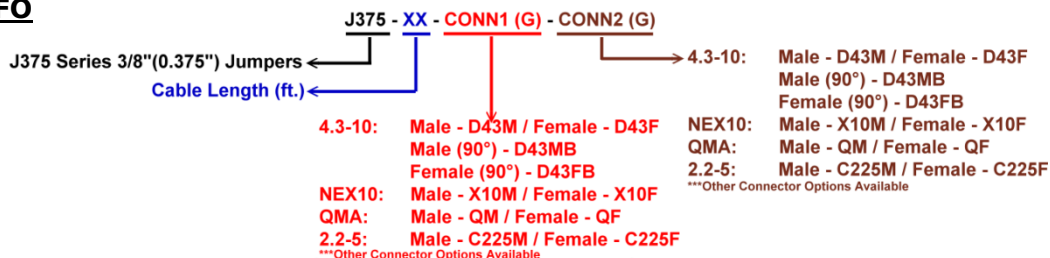 FO
J375 - XX - CONN1 (G) - CONN2 (G)
J375 Series 3/8"(0.375") Jumpers
Cable Length (ft.)
4.3-10: Male - D43M / Female - D43F
Male (90°) - D43MB
Female (90°) - D43FB
NEX10: Male - X10M / Female - X10F
QMA: Male - QM / Female - QF
2.2-5: Male - C225M / Female - C225F
***Other Connector Options Available
4.3-10: Male - D43M / Female - D43F
Male (90°) - D43MB
Female (90°) - D43FB
NEX10: Male - X10M / Female - X10F
QMA: Male - QM / Female - QF
2.2-5: Male - C225M / Female - C225F
***Other Connector Options Available